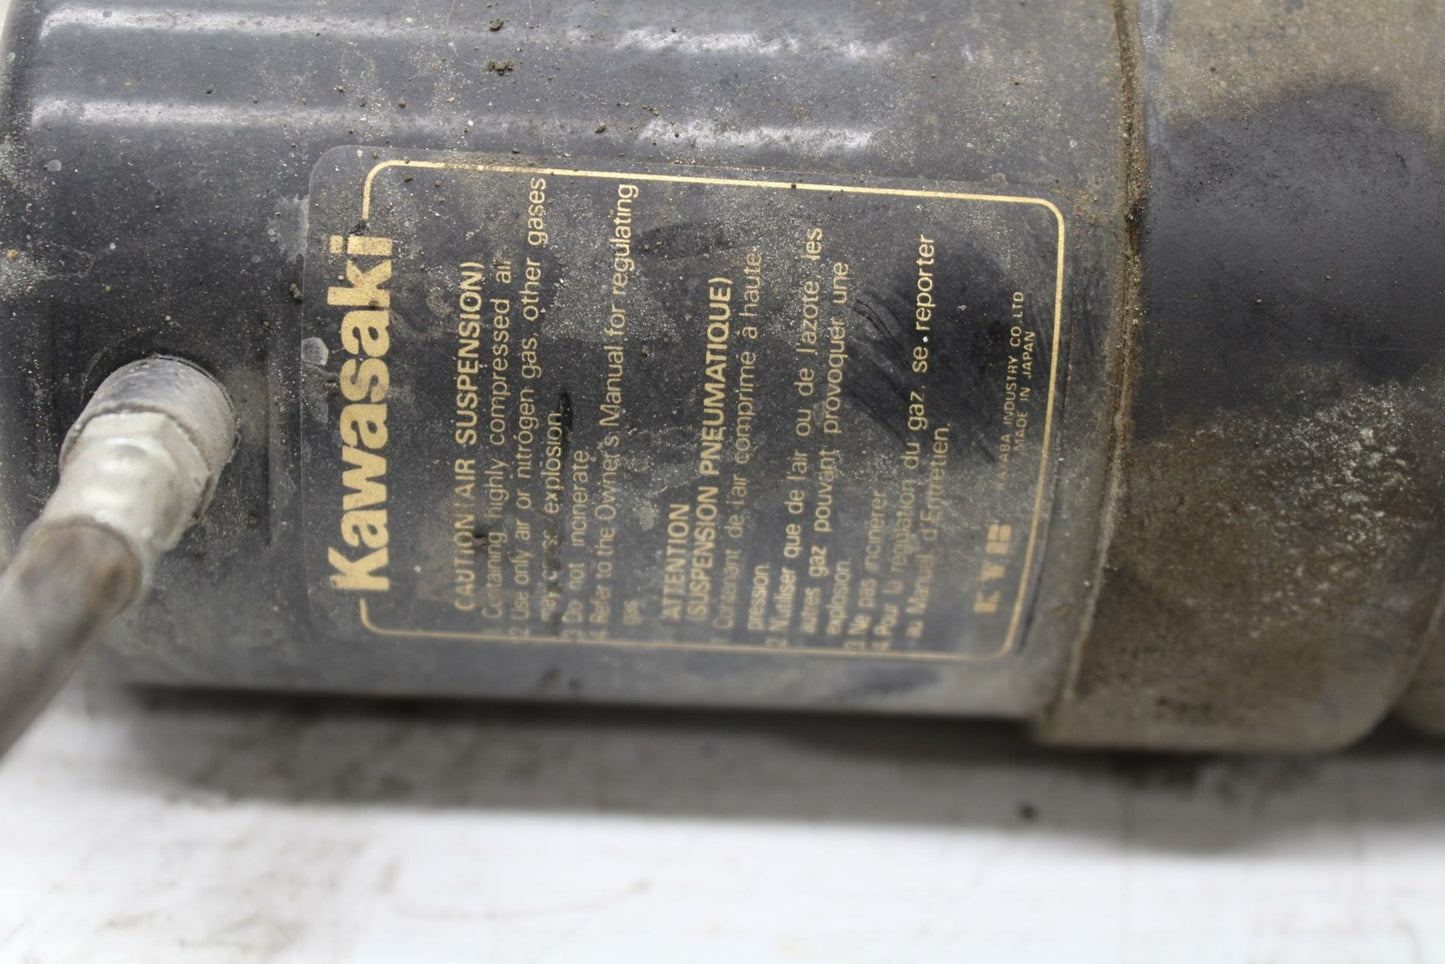 Kawasaki
CAUTION (AIR SUSPENSION)
Containing highly compressed air
2 Use only air or nitrogen gas. other gases
may cause explosion.
3 Do not incinerate.
4. Refer to the Owner's Manual for regulating
gas.
ATTENTION
(SUSPENSION PNEUMATIQUE)
1 Contenant de l'air comprimé à haute
pression.
2 N'utiliser que de l'air ou de l'azote les
autres gaz pouvant provoquer une
explosion.
3 Ne pas incinérer
4 Pour la régulation du gaz, se reporter
au Manuel d'Entretien.
KYB KAYABA INDUSTRY CO. LTD
MADE IN JAPAN